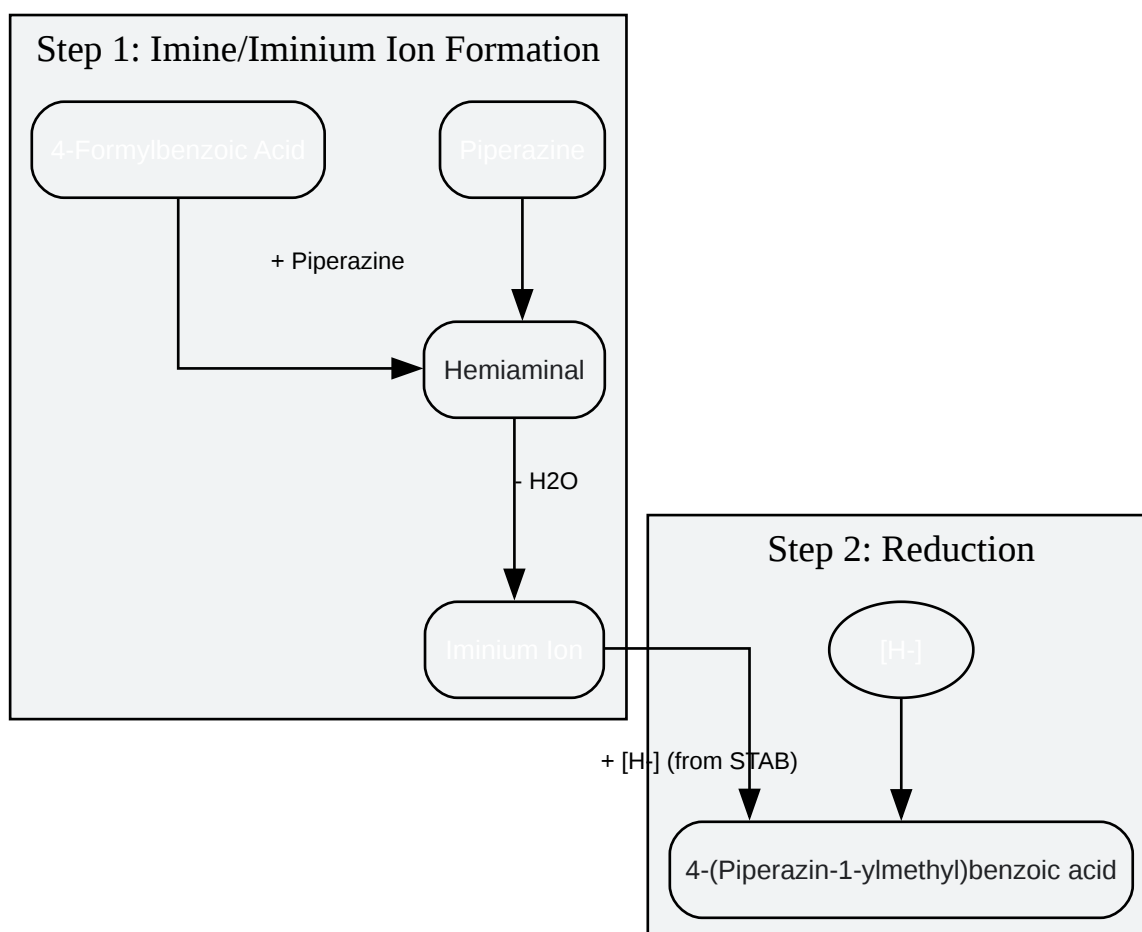 Step 1: Imine/Iminium Ion Formation
4-Formylbenzoic Acid
Piperazine
+ Piperazine
Hemiaminal
- H2O
Step 2: Reduction
Iminium Ion
[H-]
+ [H-] (from STAB)
4-(Piperazin-1-ylmethyl)benzoic acid